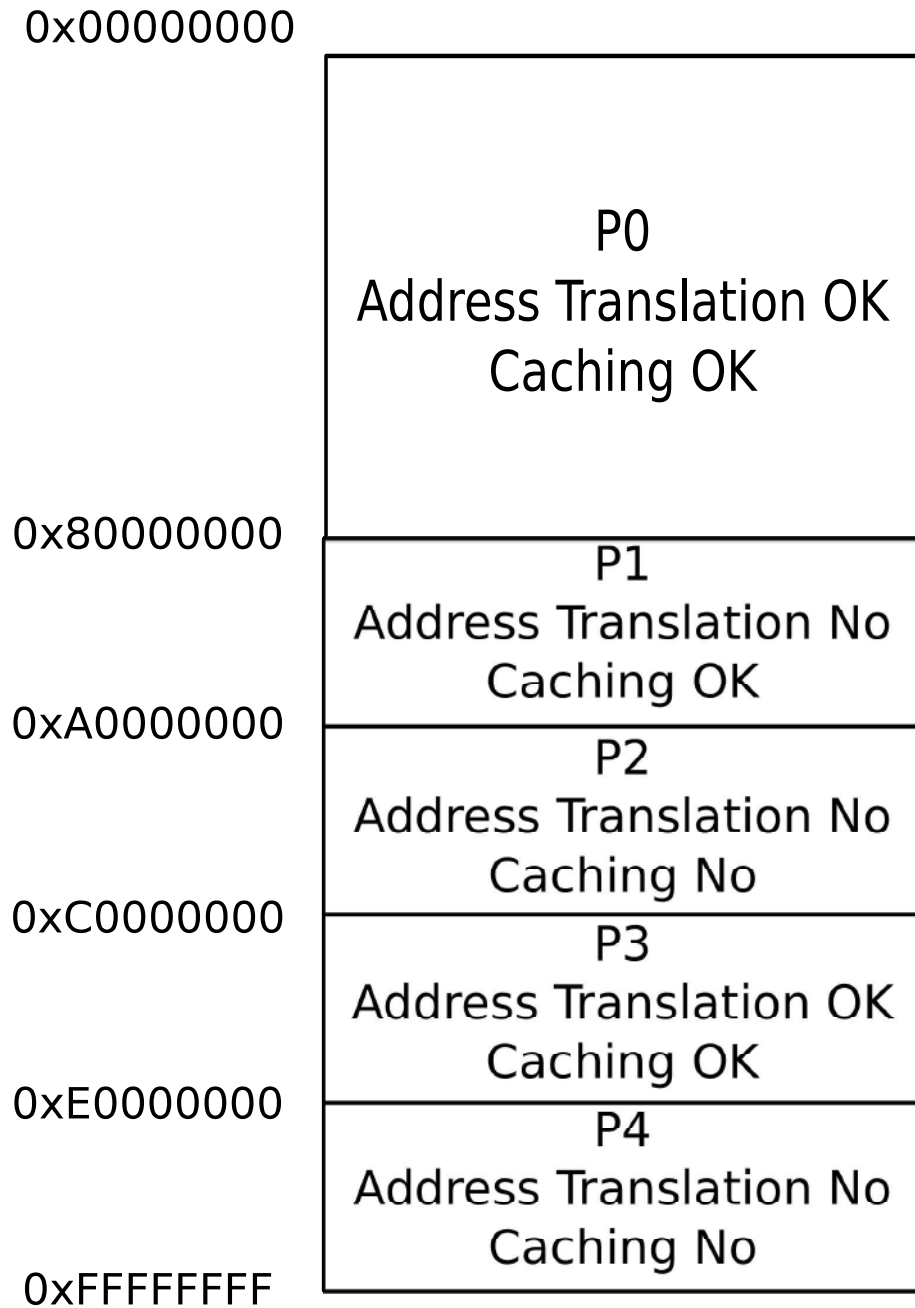 0x00000000
P0
Address Translation OK
Caching OK
0x80000000
P1
Address Translation No
Caching OK
0xA0000000
P2
Address Translation No
Caching No
0xC0000000
P3
Address Translation OK
Caching OK
0xE0000000
P4
Address Translation No
Caching No
0xFFFFFFFF